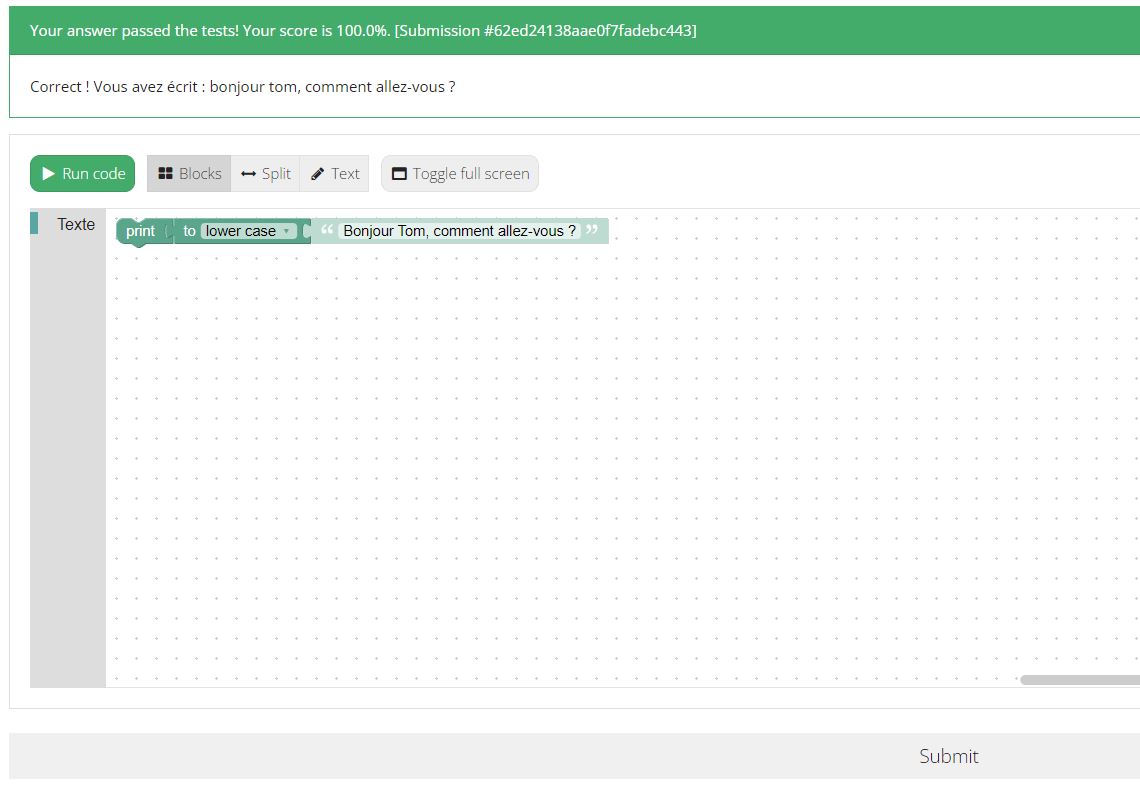 Your answer passed the tests! Your score is 100.0%. [Submission #62ed24138aae0f7fadebc443]
Correct ! Vous avez écrit : bonjour tom, comment allez-vous ?
Run code Blocks Split Text Toggle full screen
Texte print to lower case “ Bonjour Tom, comment allez-vous ? ”
Submit